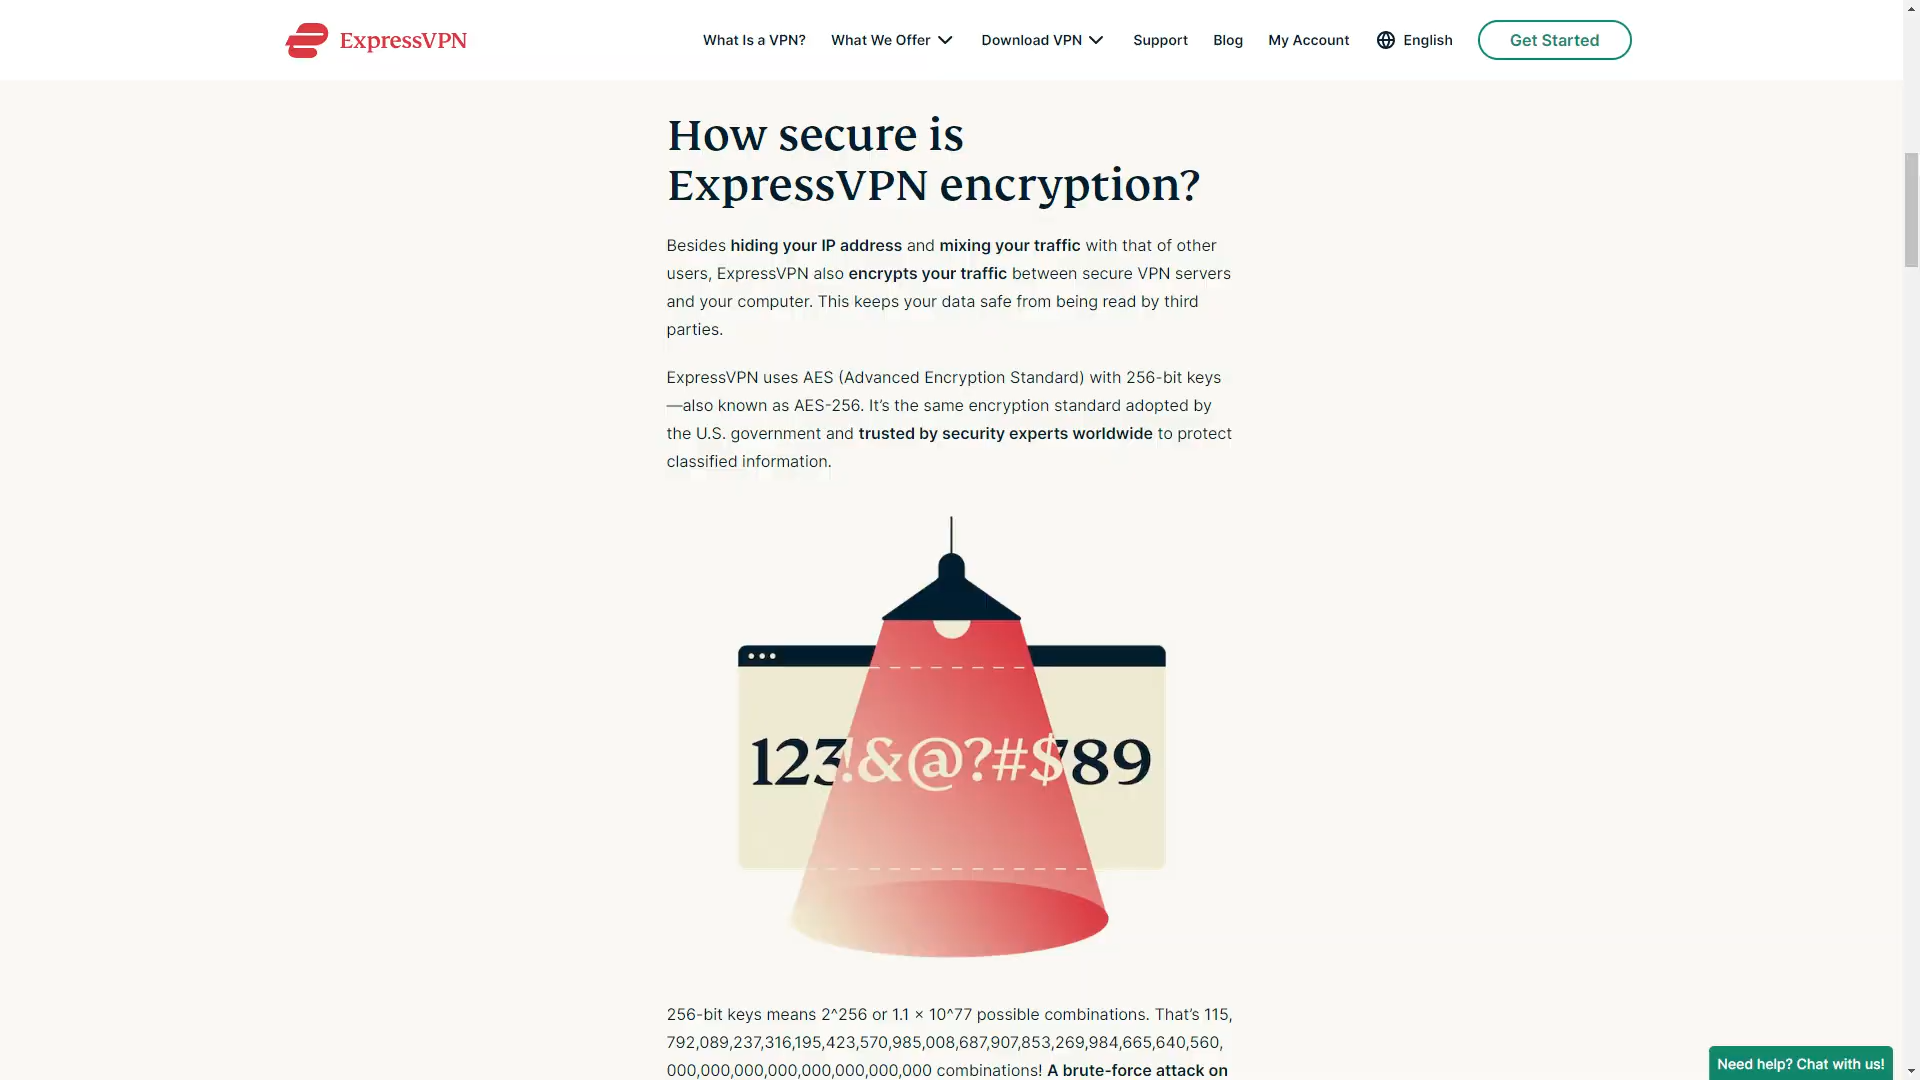 ExpressVPN
What Is a VPN?
What We Offer
Download VPN
Support
Blog
My Account
English
Get Started
How secure is
ExpressVPN encryption?
Besides hiding your IP address and mixing your traffic with that of other
users, ExpressVPN also encrypts your traffic between secure VPN servers
and your computer. This keeps your data safe from being read by third
parties.
ExpressVPN uses AES (Advanced Encryption Standard) with 256-bit keys
—also known as AES-256. It’s the same encryption standard adopted by
the U.S. government and trusted by security experts worldwide to protect
classified information.
123!&@?#$789
256-bit keys means 2^256 or 1.1 × 10^77 possible combinations. That’s 115,
792,089,237,316,195,423,570,985,008,687,907,853,269,984,665,640,560,
000,000,000,000,000,000,000,000 combinations! A brute-force attack on
Need help? Chat with us!